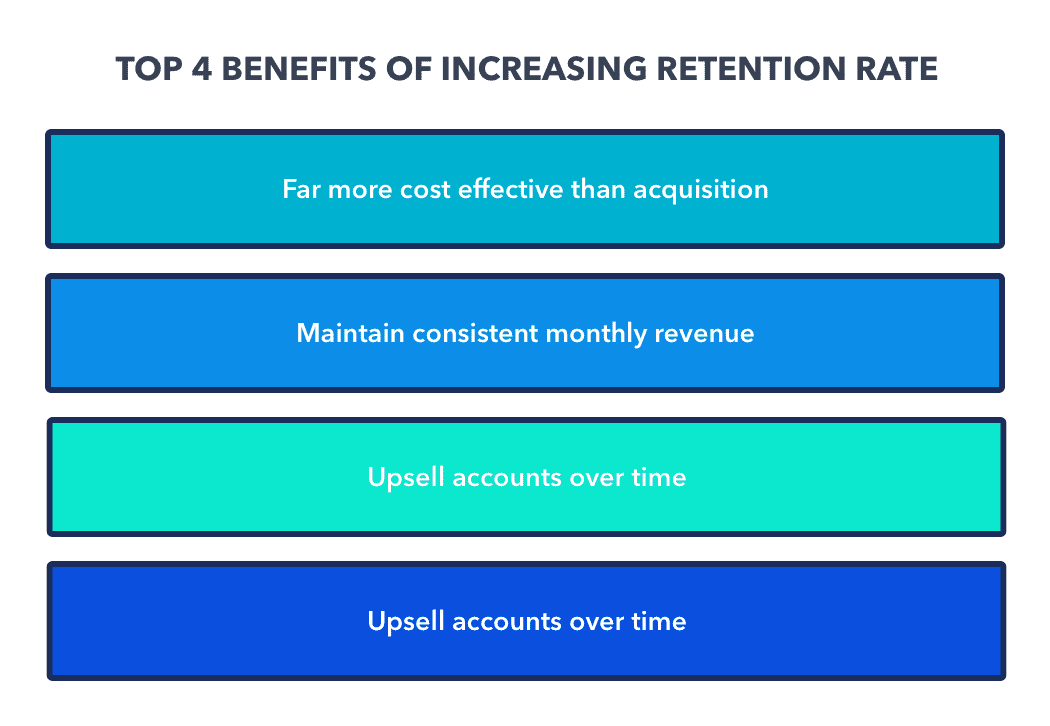 TOP 4 BENEFITS OF INCREASING RETENTION RATE
Far more cost effective than acquisition
Maintain consistent monthly revenue
Upsell accounts over time
Upsell accounts over time